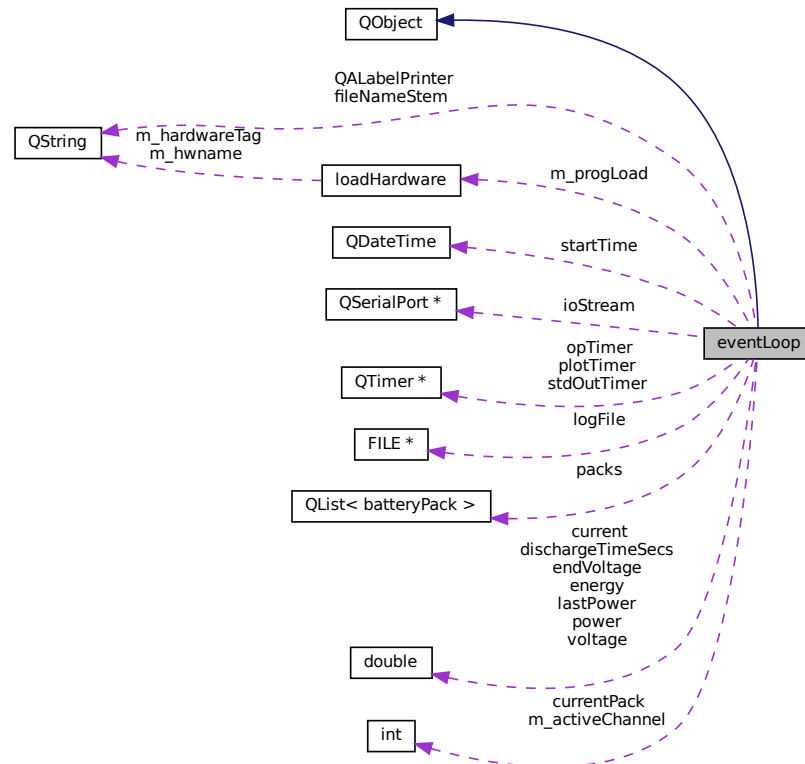 QObject
QALabelPrinter
fileNameStem
QString
m_hardwareTag
m_hwname
loadHardware
m_progLoad
QDateTime
startTime
QSerialPort *
ioStream
eventLoop
opTimer
plotTimer
stdOutTimer
QTimer *
logFile
FILE *
packs
QList< batteryPack >
current
dischargeTimeSecs
endVoltage
energy
lastPower
power
voltage
double
currentPack
m_activeChannel
int